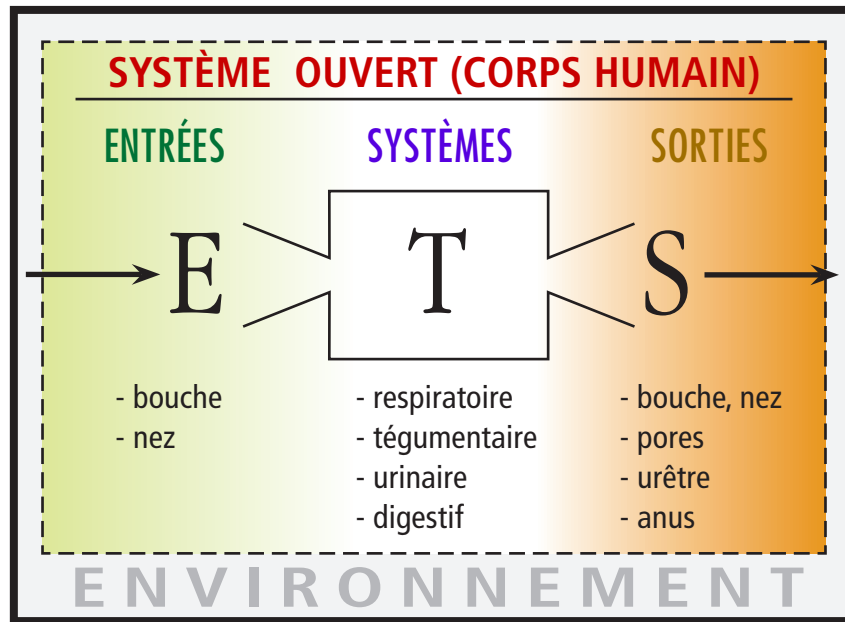 SYSTÈME OUVERT (CORPS HUMAIN)
ENTRÉES
SYSTÈMES
SORTIES
E
T
S
- bouche
- nez
- respiratoire
- tégumentaire
- urinaire
- digestif
- bouche, nez
- pores
- urêtre
- anus
ENVIRONNEMENT